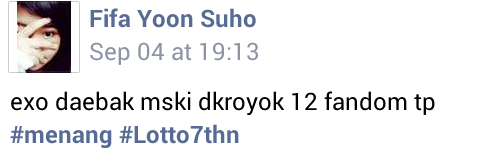 Fifa Yoon Suho
Sep 04 at 19:13
exo daebak mski dkroyok 12 fandom tp
#menang #Lotto7thn